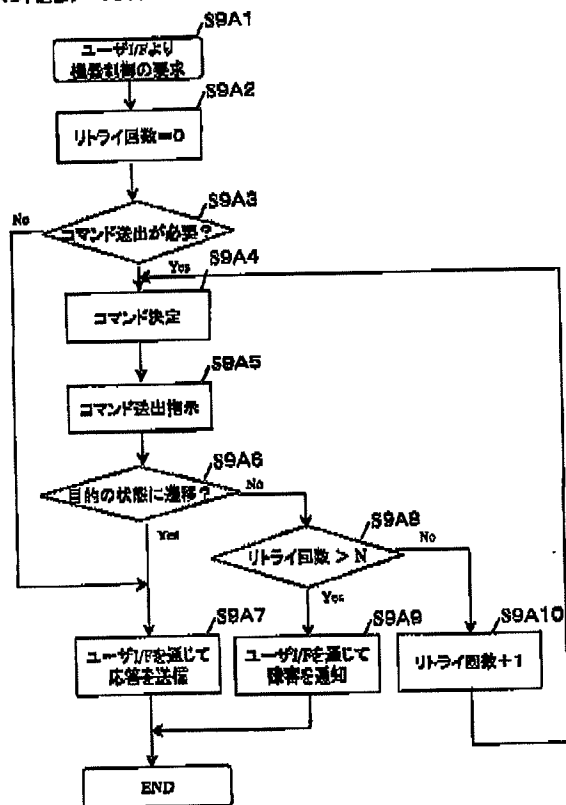 S9A1
ユーザI/Fより
機器制御の要求
S9A2
リトライ回数=0
S9A3
コマンド送出が必要?
No
Yes
S9A4
コマンド決定
S9A5
コマンド送出指示
S9A6
目的の状態に遷移?
No
Yes
S9A8
リトライ回数 > N
No
Yes
S9A7
ユーザI/Fを通じて
応答を送信
S9A9
ユーザI/Fを通じて
障害を通知
S9A10
リトライ回数+1
END